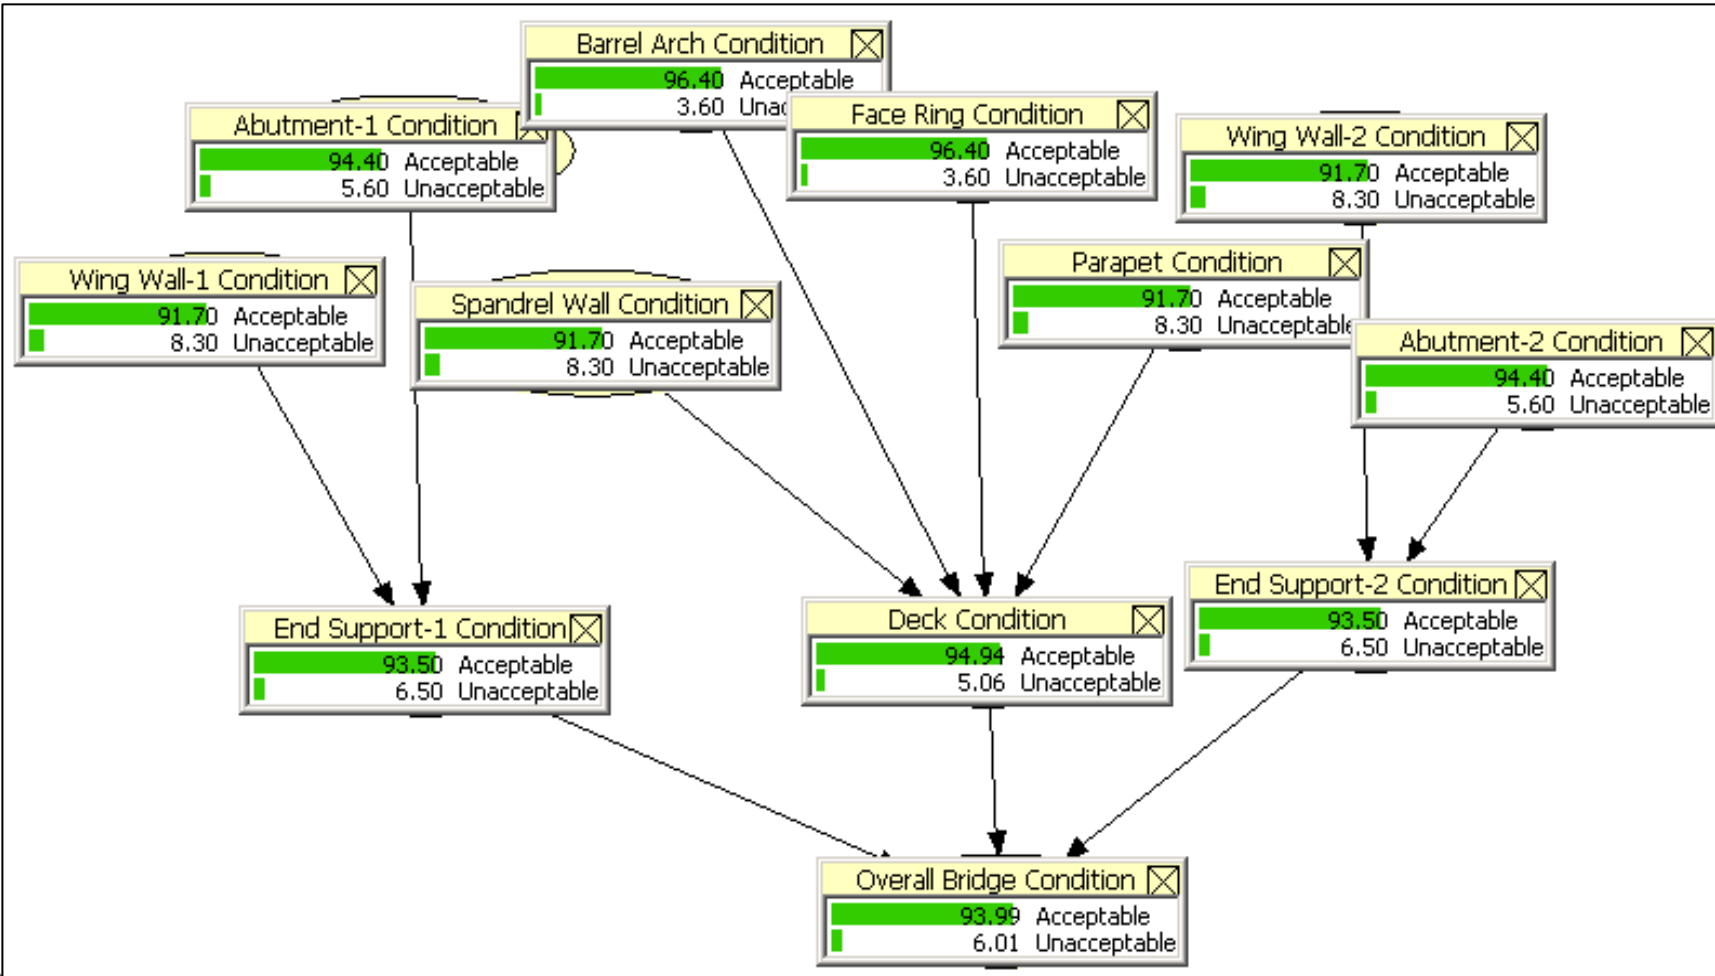 Barrel Arch Condition
96.40 Acceptable
3.60 Unac
Abutment-1 Condition
94.40 Acceptable
5.60 Unacceptable
Face Ring Condition
96.40 Acceptable
3.60 Unacceptable
Wing Wall-2 Condition
91.70 Acceptable
8.30 Unacceptable
Wing Wall-1 Condition
91.70 Acceptable
8.30 Unacceptable
Spandrel Wall Condition
91.70 Acceptable
8.30 Unacceptable
Parapet Condition
91.70 Acceptable
8.30 Unacceptable
Abutment-2 Condition
94.40 Acceptable
5.60 Unacceptable
End Support-1 Condition
93.50 Acceptable
6.50 Unacceptable
Deck Condition
94.94 Acceptable
5.06 Unacceptable
End Support-2 Condition
93.50 Acceptable
6.50 Unacceptable
Overall Bridge Condition
93.99 Acceptable
6.01 Unacceptable